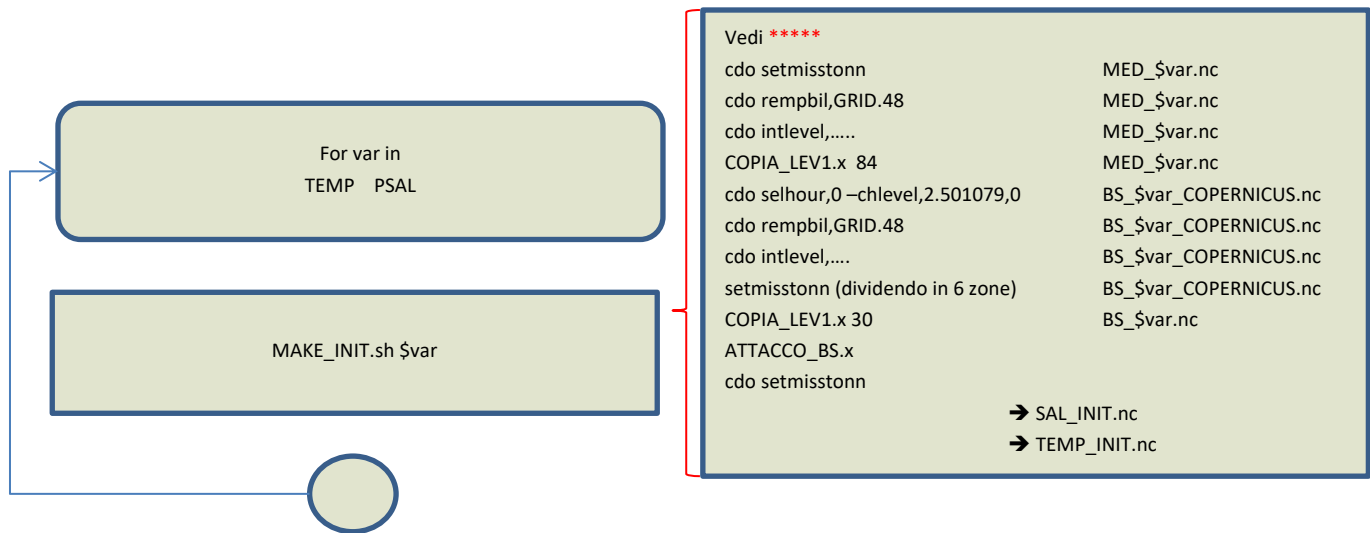 For var in
TEMP PSAL
MAKE_INIT.sh $var
Vedi *****
cdo setmisstonn MED_$var.nc
cdo rempbil,GRID.48 MED_$var.nc
cdo intlevel,..... MED_$var.nc
COPIA_LEV1.x 84 MED_$var.nc
cdo selhour,0 –chlevel,2.501079,0 BS_$var_COPERNICUS.nc
cdo rempbil,GRID.48 BS_$var_COPERNICUS.nc
cdo intlevel,.... BS_$var_COPERNICUS.nc
setmisstonn (dividendo in 6 zone) BS_$var_COPERNICUS.nc
COPIA_LEV1.x 30 BS_$var.nc
ATTACCO_BS.x
cdo setmisstonn
➔ SAL_INIT.nc
➔ TEMP_INIT.nc